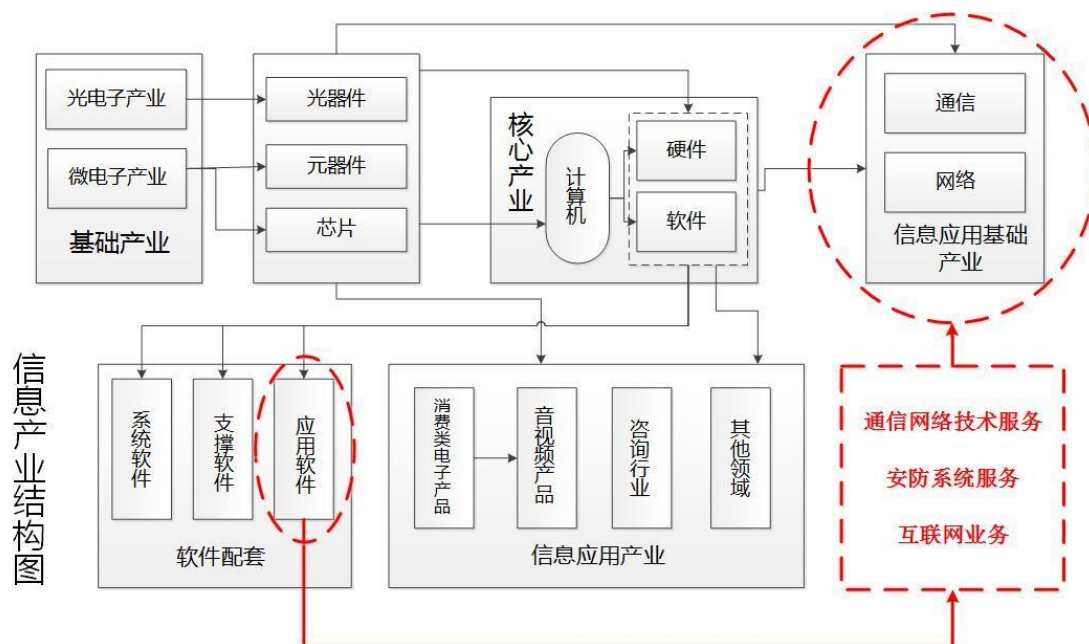 光电子产业
微电子产业
基础产业
光器件
元器件
芯片
核心产业
计算机
硬件
软件
通信
网络
信息应用基础
产业
信息产业结构图
系统软件
支撑软件
应用软件
软件配套
消费类电子产品
音视频产品
咨询行业
其他领域
信息应用产业
通信网络技术服务
安防系统服务
互联网业务